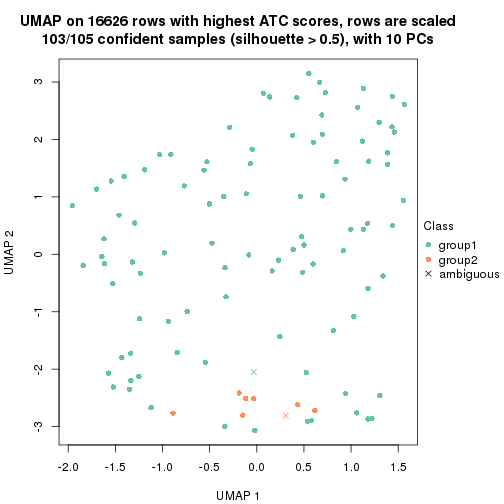 UMAP on 16626 rows with highest ATC scores, rows are scaled
103/105 confident samples (silhouette > 0.5), with 10 PCs
3
2
1
0
-1
-2
-3
UMAP 2
Class
group1
group2
ambiguous
-2.0 -1.5 -1.0 -0.5 0.0 0.5 1.0 1.5
UMAP 1